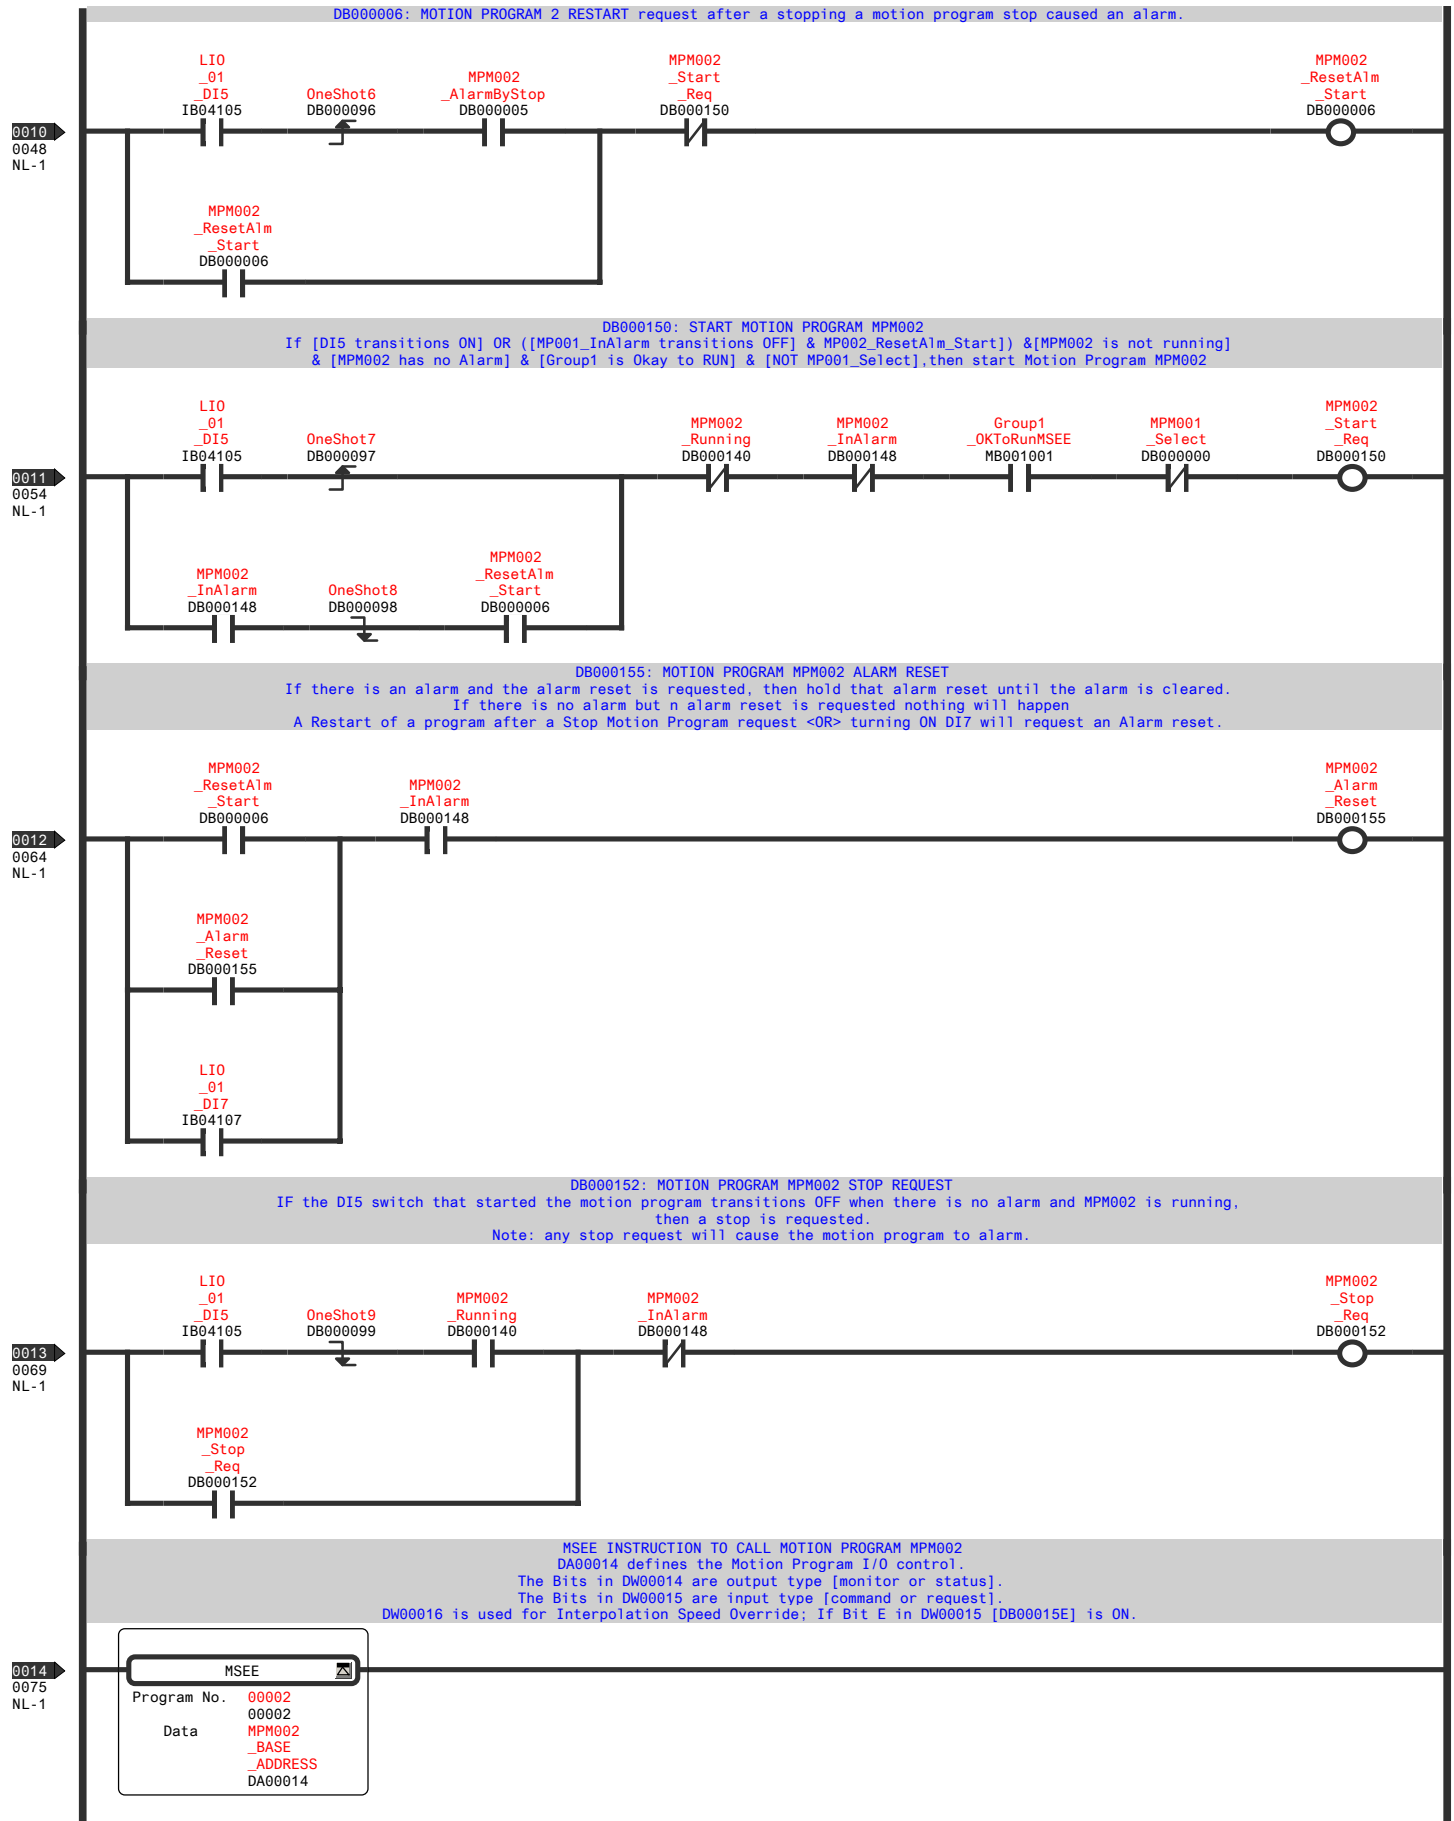 DB000006: MOTION PROGRAM 2 RESTART request after a stopping a motion program stop caused an alarm.
LIO
_01
_DI5
IB04105
OneShot6
DB000096
MPM002
_AlarmByStop
DB000005
MPM002
_Start
_Req
DB000150
MPM002
_ResetAlm
_Start
DB000006
0010
0048
NL-1
MPM002
_ResetAlm
_Start
DB000006
DB000150: START MOTION PROGRAM MPM002
If [DI5 transitions ON] OR ([MP001_InAlarm transitions OFF] & MP002_ResetAlm_Start]) &[MPM002 is not running]
& [MPM002 has no Alarm] & [Group1 is Okay to RUN] & [NOT MP001_Select],then start Motion Program MPM002
LIO
_01
_DI5
IB04105
OneShot7
DB000097
MPM002
_Running
DB000140
MPM002
_InAlarm
DB000148
Group1
_OKToRunMSEE
MB001001
MPM001
_Select
DB000000
MPM002
_Start
_Req
DB000150
0011
0054
NL-1
MPM002
_InAlarm
DB000148
OneShot8
DB000098
MPM002
_ResetAlm
_Start
DB000006
DB000155: MOTION PROGRAM MPM002 ALARM RESET
If there is an alarm and the alarm reset is requested, then hold that alarm reset until the alarm is cleared.
If there is no alarm but n alarm reset is requested nothing will happen
A Restart of a program after a Stop Motion Program request <OR> turning ON DI7 will request an Alarm reset.
MPM002
_ResetAlm
_Start
DB000006
MPM002
_InAlarm
DB000148
MPM002
_Alarm
_Reset
DB000155
0012
0064
NL-1
MPM002
_Alarm
_Reset
DB000155
LIO
_01
_DI7
IB04107
DB000152: MOTION PROGRAM MPM002 STOP REQUEST
IF the DI5 switch that started the motion program transitions OFF when there is no alarm and MPM002 is running,
then a stop is requested.
Note: any stop request will cause the motion program to alarm.
LIO
_01
_DI5
IB04105
OneShot9
DB000099
MPM002
_Running
DB000140
MPM002
_InAlarm
DB000148
MPM002
_Stop
_Req
DB000152
0013
0069
NL-1
MPM002
_Stop
_Req
DB000152
MSEE INSTRUCTION TO CALL MOTION PROGRAM MPM002
DA00014 defines the Motion Program I/O control.
The Bits in DW00014 are output type [monitor or status].
The Bits in DW00015 are input type [command or request].
DW00016 is used for Interpolation Speed Override; If Bit E in DW00015 [DB00015E] is ON.
0014
0075
NL-1
MSEE
Program No. 00002
00002
Data MPM002
_BASE
_ADDRESS
DA00014